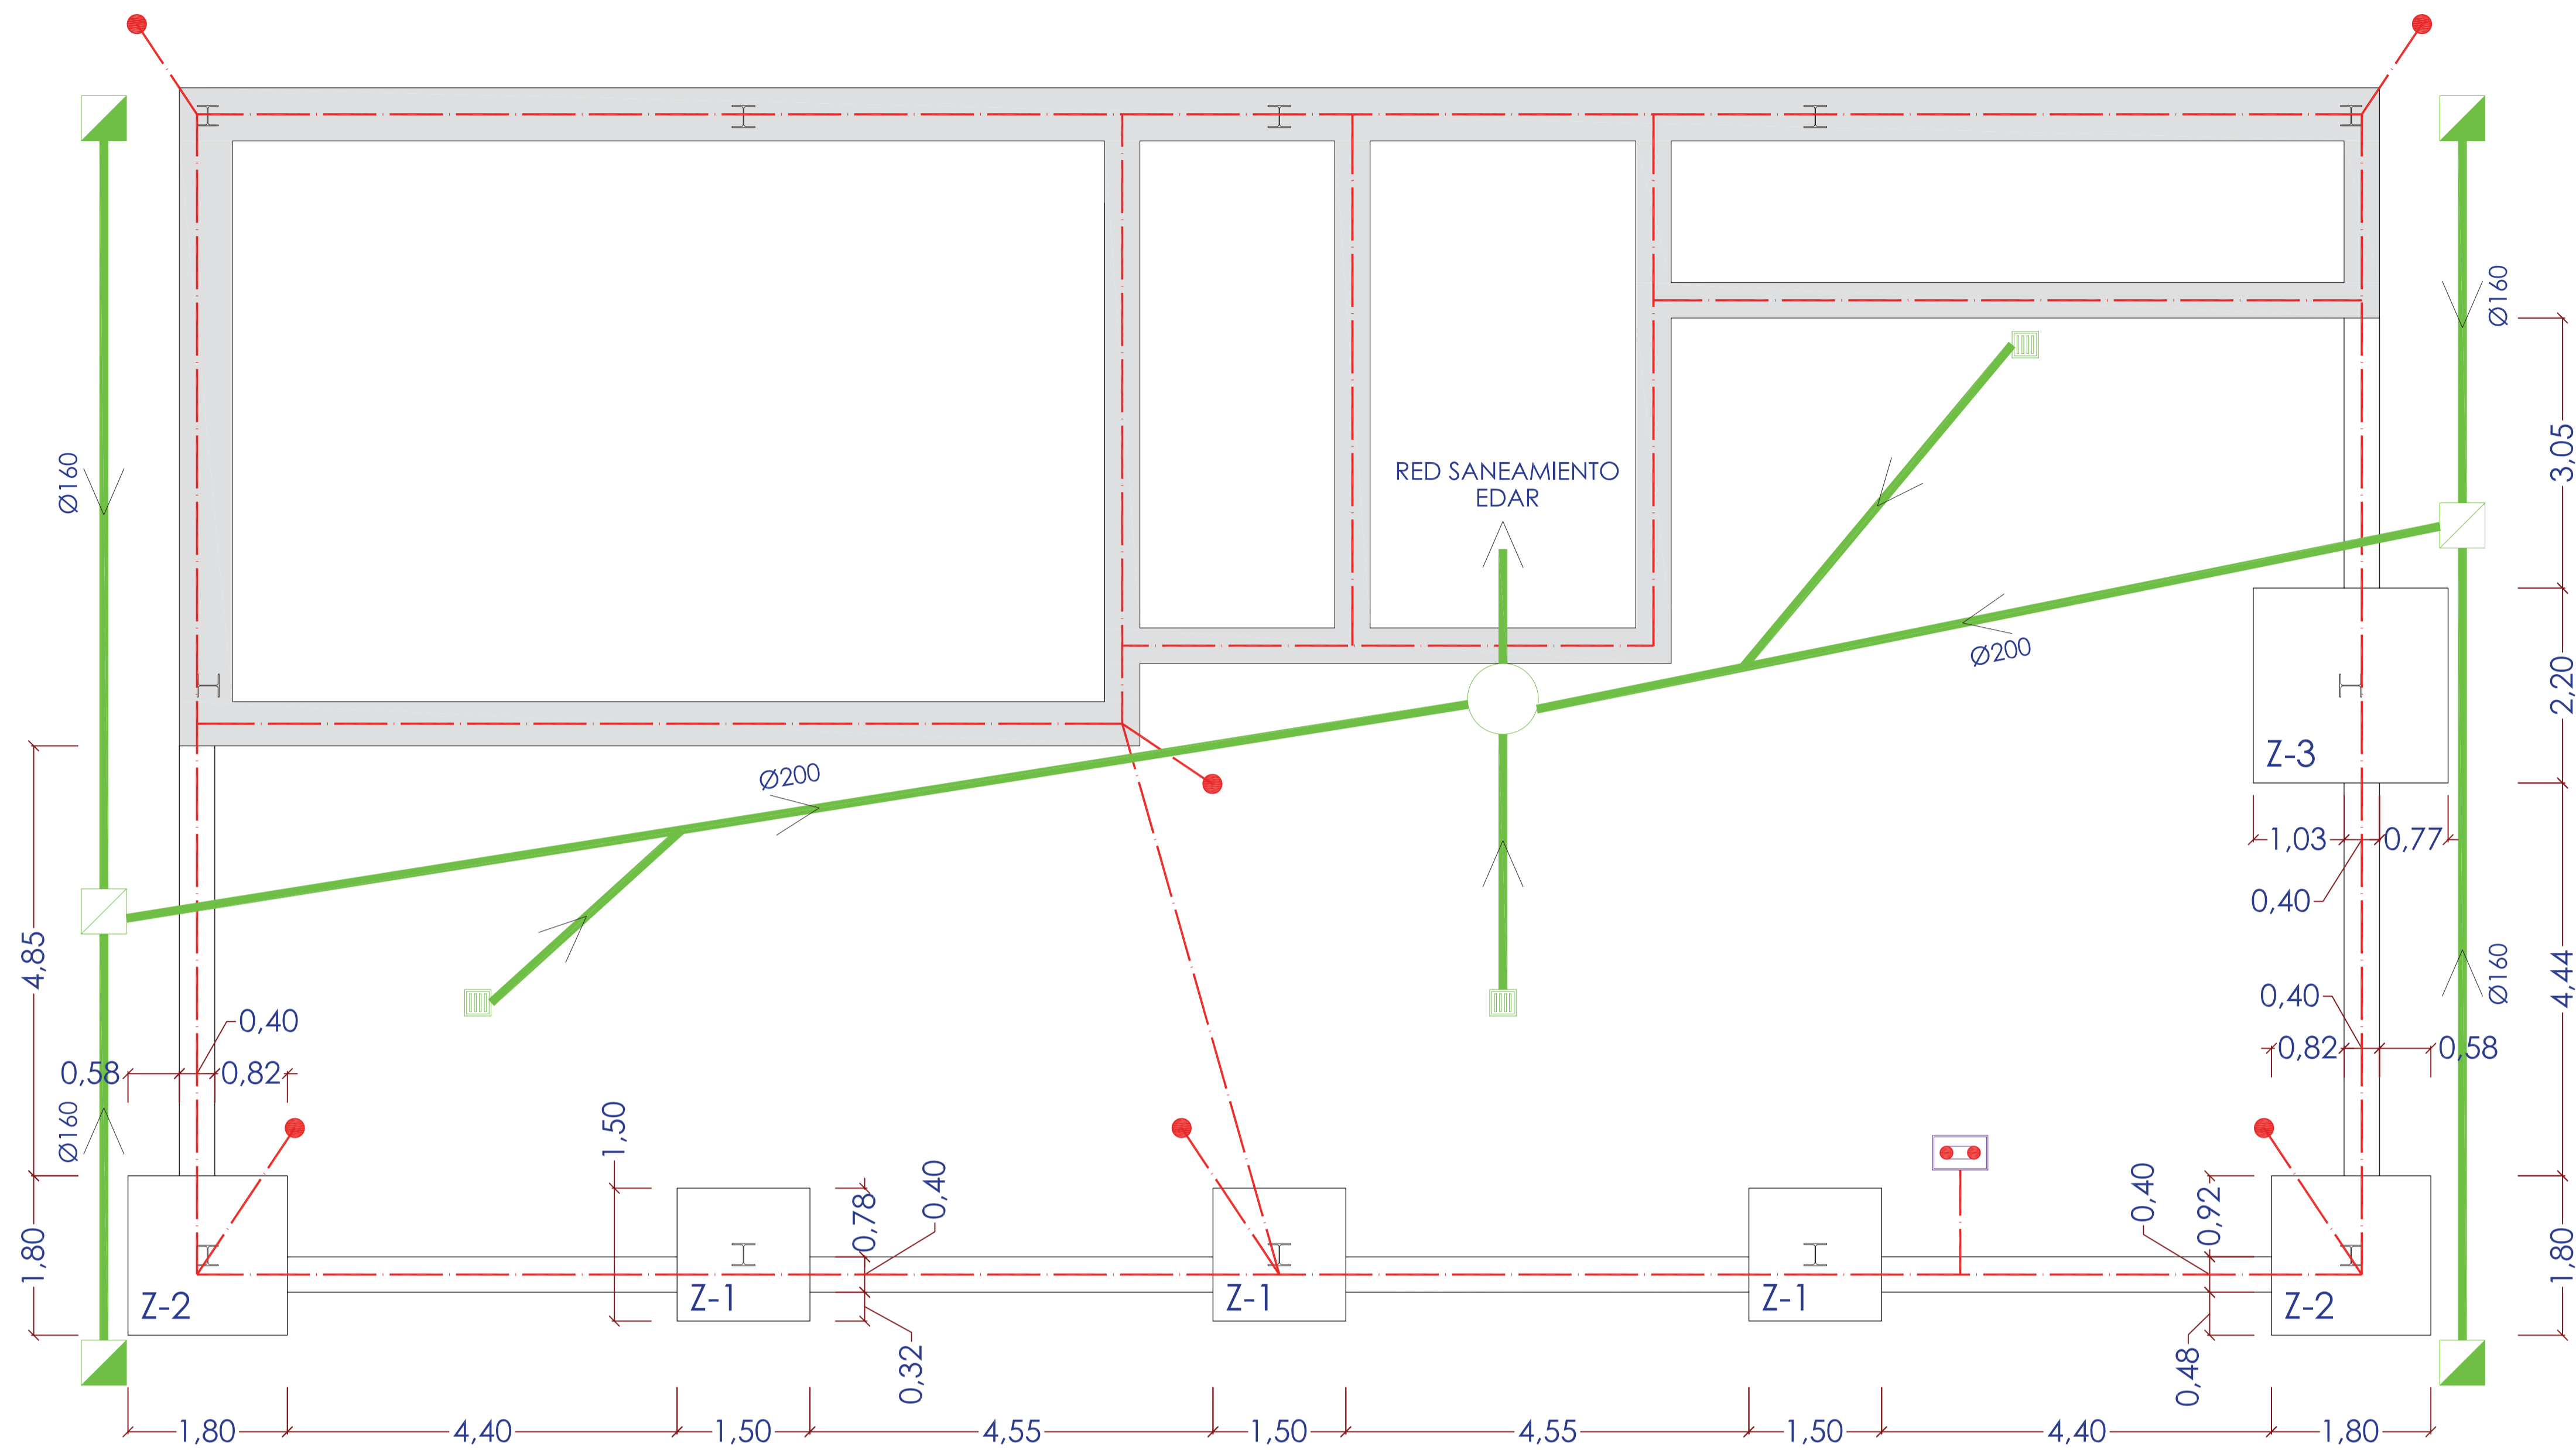 Ø160
3,05
Ø160
RED SANEAMIENTO
EDAR
Ø200
2,20
Z-3
Ø200
1,03
0,77
0,40
4,85
4,44
Ø160
0,40
0,40
0,58
0,82
0,82
0,58
Ø160
1,50
0,78
0,40
0,40
0,92
1,80
1,80
Z-2
Z-1
Z-1
Z-1
Z-2
0,32
0,48
1,80
4,40
1,50
4,55
1,50
4,55
1,50
4,40
1,80